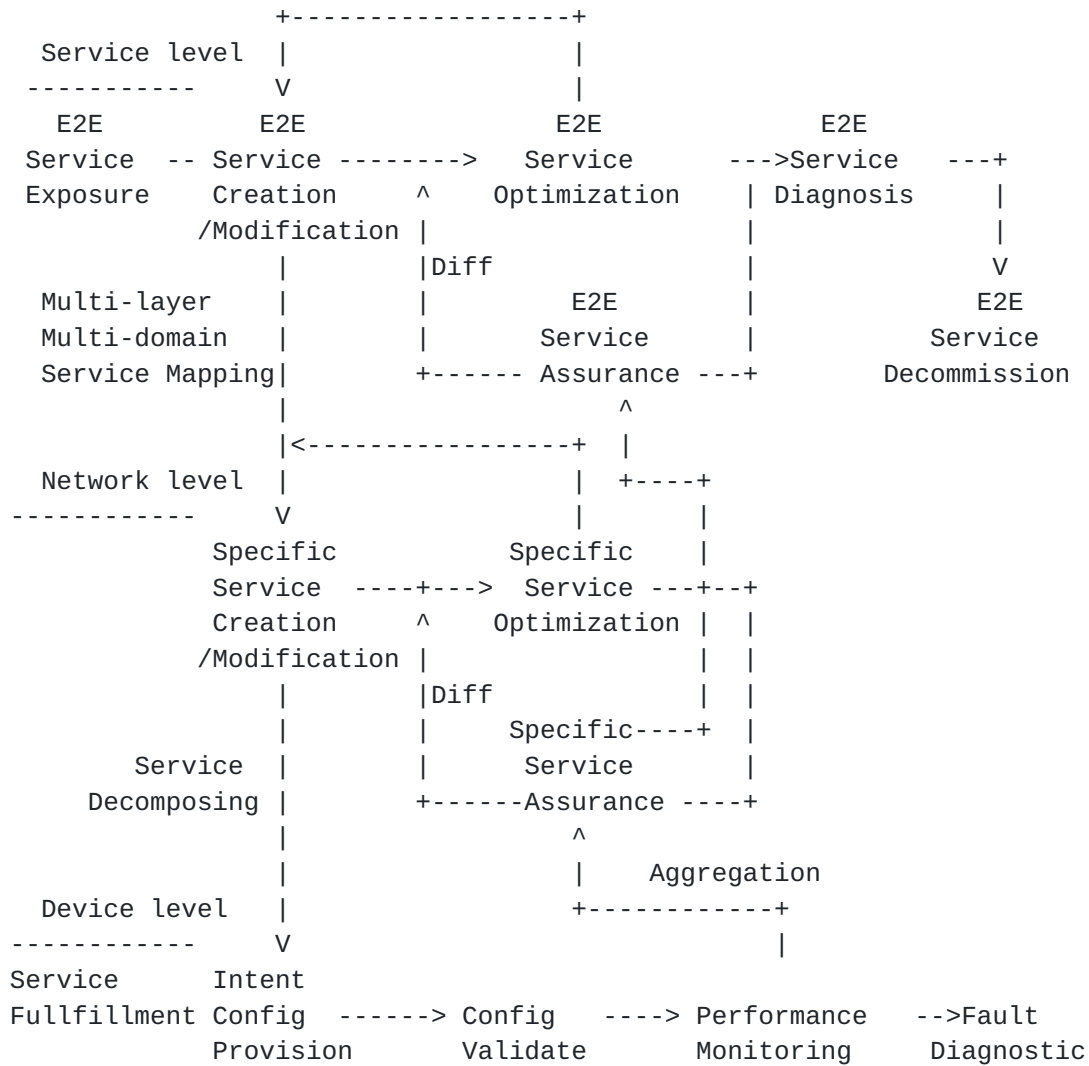 +------------------+
  Service level  |                  |
 -----------     V                  |
   E2E          E2E                E2E              E2E
 Service  -- Service -------->   Service      --->Service   ---+
 Exposure    Creation     ^    Optimization    | Diagnosis     |
            /Modification |                    |               |
                 |        |Diff                |               V
  Multi-layer    |        |         E2E        |              E2E
  Multi-domain   |        |       Service      |           Service
  Service Mapping|        +------ Assurance ---+        Decommission
                 |                     ^
                 |<-----------------+  |
  Network level  |                  |  +----+
------------     V                  |       |
             Specific           Specific    |
             Service  ----+--->  Service ---+--+
             Creation     ^    Optimization |  |
            /Modification |                 |  |
                 |        |Diff             |  |
                 |        |     Specific----+  |
        Service  |        |      Service       |
     Decomposing |        +------Assurance ----+
                 |                  ^
                 |                  |    Aggregation
  Device level   |                  +------------+
------------     V                               |
Service      Intent
Fullfillment Config  ------> Config   ----> Performance   -->Fault
             Provision       Validate       Monitoring     Diagnostic